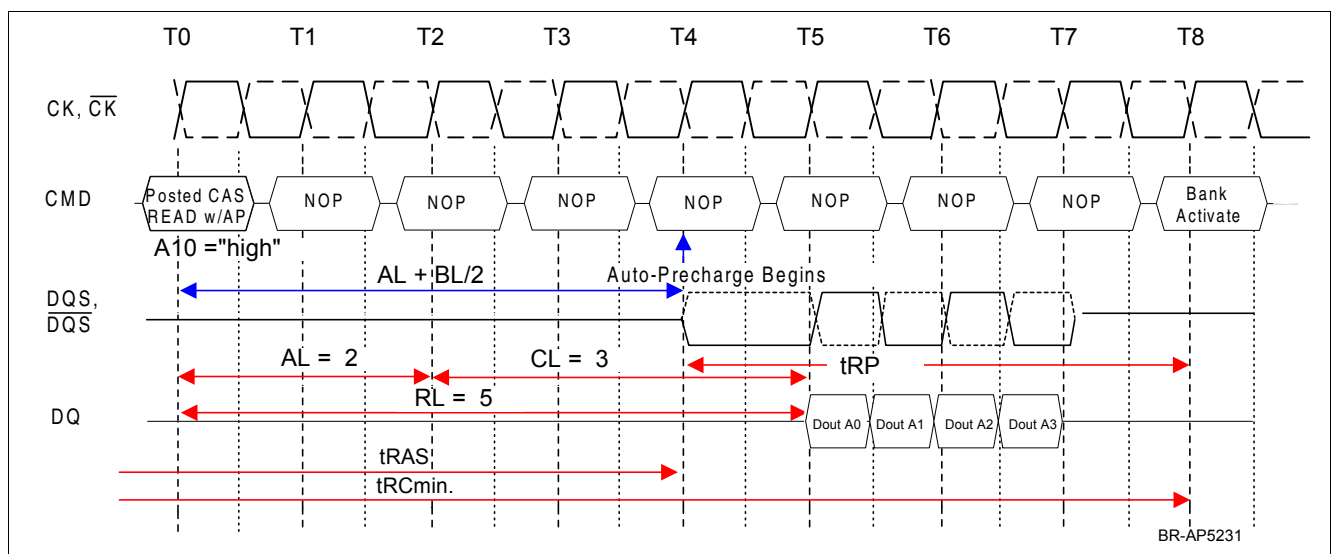 T0 T1 T2 T3 T4 T5 T6 T7 T8
CK, CK
CMD
Posted CAS
READ w/AP
NOP NOP NOP NOP NOP NOP NOP
Bank
Activate
A10 ="high"
AL + BL/2
Auto-Precharge Begins
DQS,
DQS
AL = 2
CL = 3
tRP
RL = 5
DQ
Dout A0 Dout A1 Dout A2 Dout A3
tRAS
tRCmin.
BR-AP5231